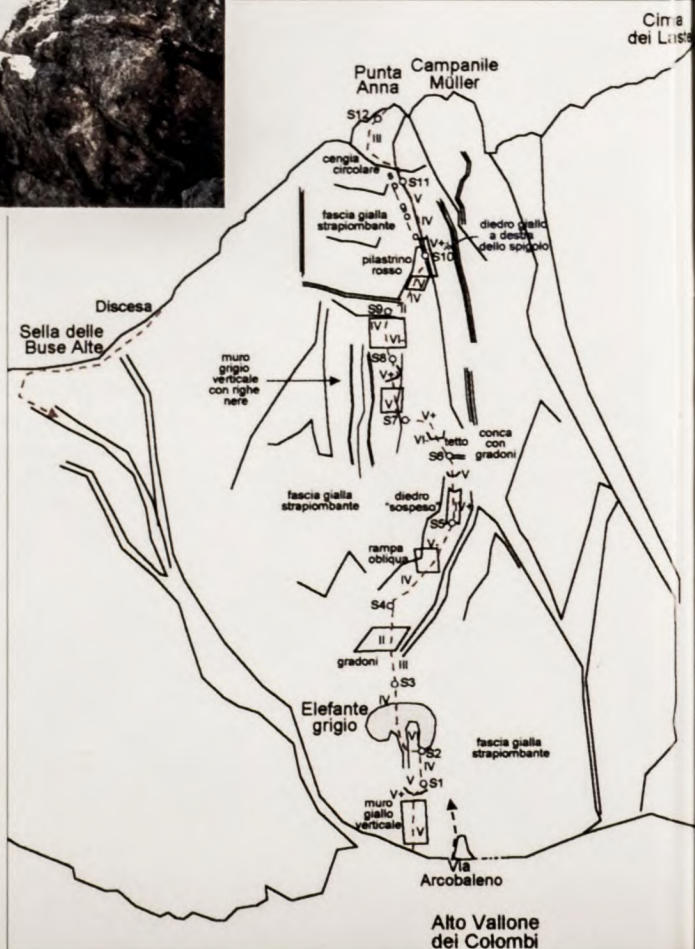 Cima
dei Laste
Punta
Anna
Campanile
Müller
S12
III
cengia
circolare
S11
V
IV
fascia gialla
strapiombante
diedro giallo
a destra
dello spigolo
V+
S10
pilastrino
rosso
IV
IV
II
S9
Discesa
Sella delle
Buse Alte
IV
VI-
S8
muro
grigio
verticale
con righe
nere
V+
V
S7
V+
VI-
tetto
conca
con
gradoni
S6
V
fascia gialla
strapiombante
diedro
"sospeso"
IV+
S5
V-
rampa
obliqua
IV
S4
II
gradoni
III
S3
IV
Elefante
grigio
S2
fascia gialla
strapiombante
IV
V
S1
V+
muro
giallo
verticale
V
Via
Arcobaleno
Alto Vallone
dei Colombi